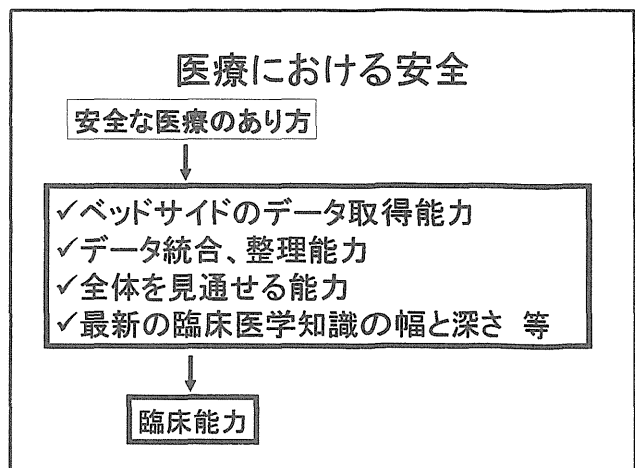 医療における安全
安全な医療のあり方
✓ベッドサイドのデータ取得能力
✓データ統合、整理能力
✓全体を見通せる能力
✓最新の臨床医学知識の幅と深さ 等
臨床能力